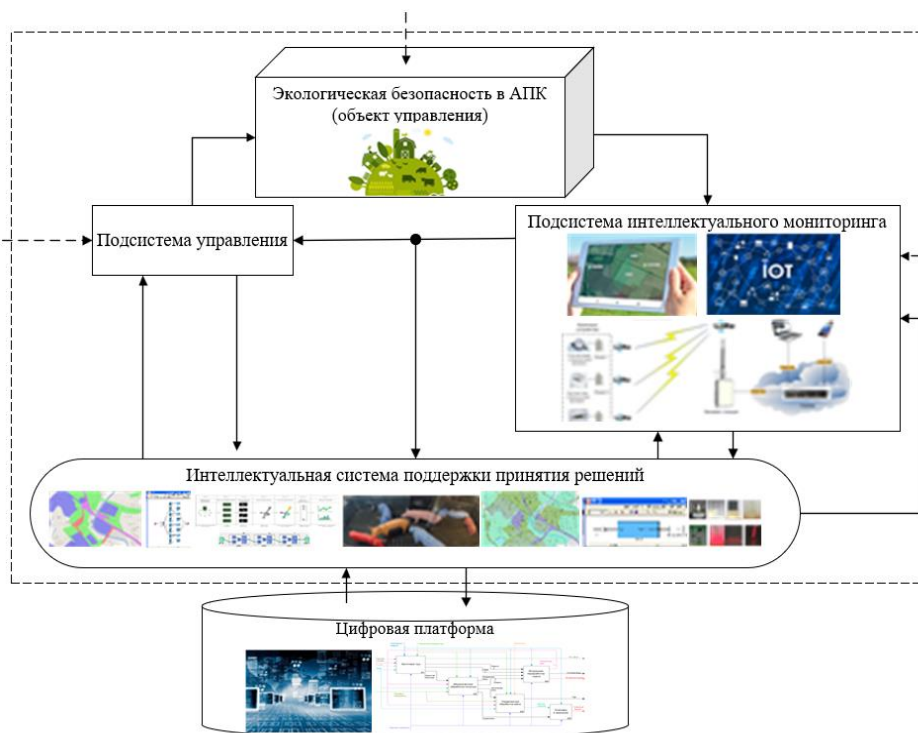 Экологическая безопасность в АПК
(объект управления)
Подсистема управления
Подсистема интеллектуального мониторинга
IOT
Интеллектуальная система поддержки принятия решений
Цифровая платформа